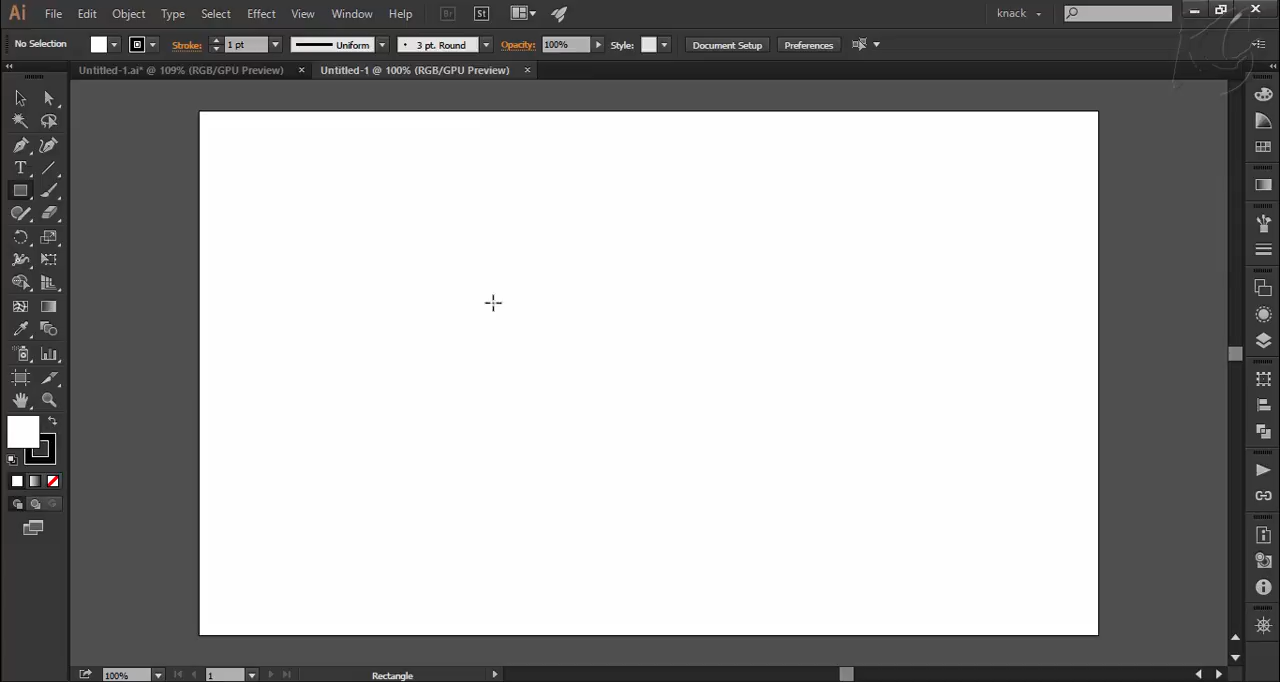 Ai File Edit Object Type Select Effect View Window Help Br St knack
No Selection Stroke: 1 pt Uniform 3 pt. Round Opacity: 100% Style: Document Setup Preferences
Untitled-1.ai* @ 109% (RGB/GPU Preview) Untitled-1 @ 100% (RGB/GPU Preview)
T
100% 1 Rectangle